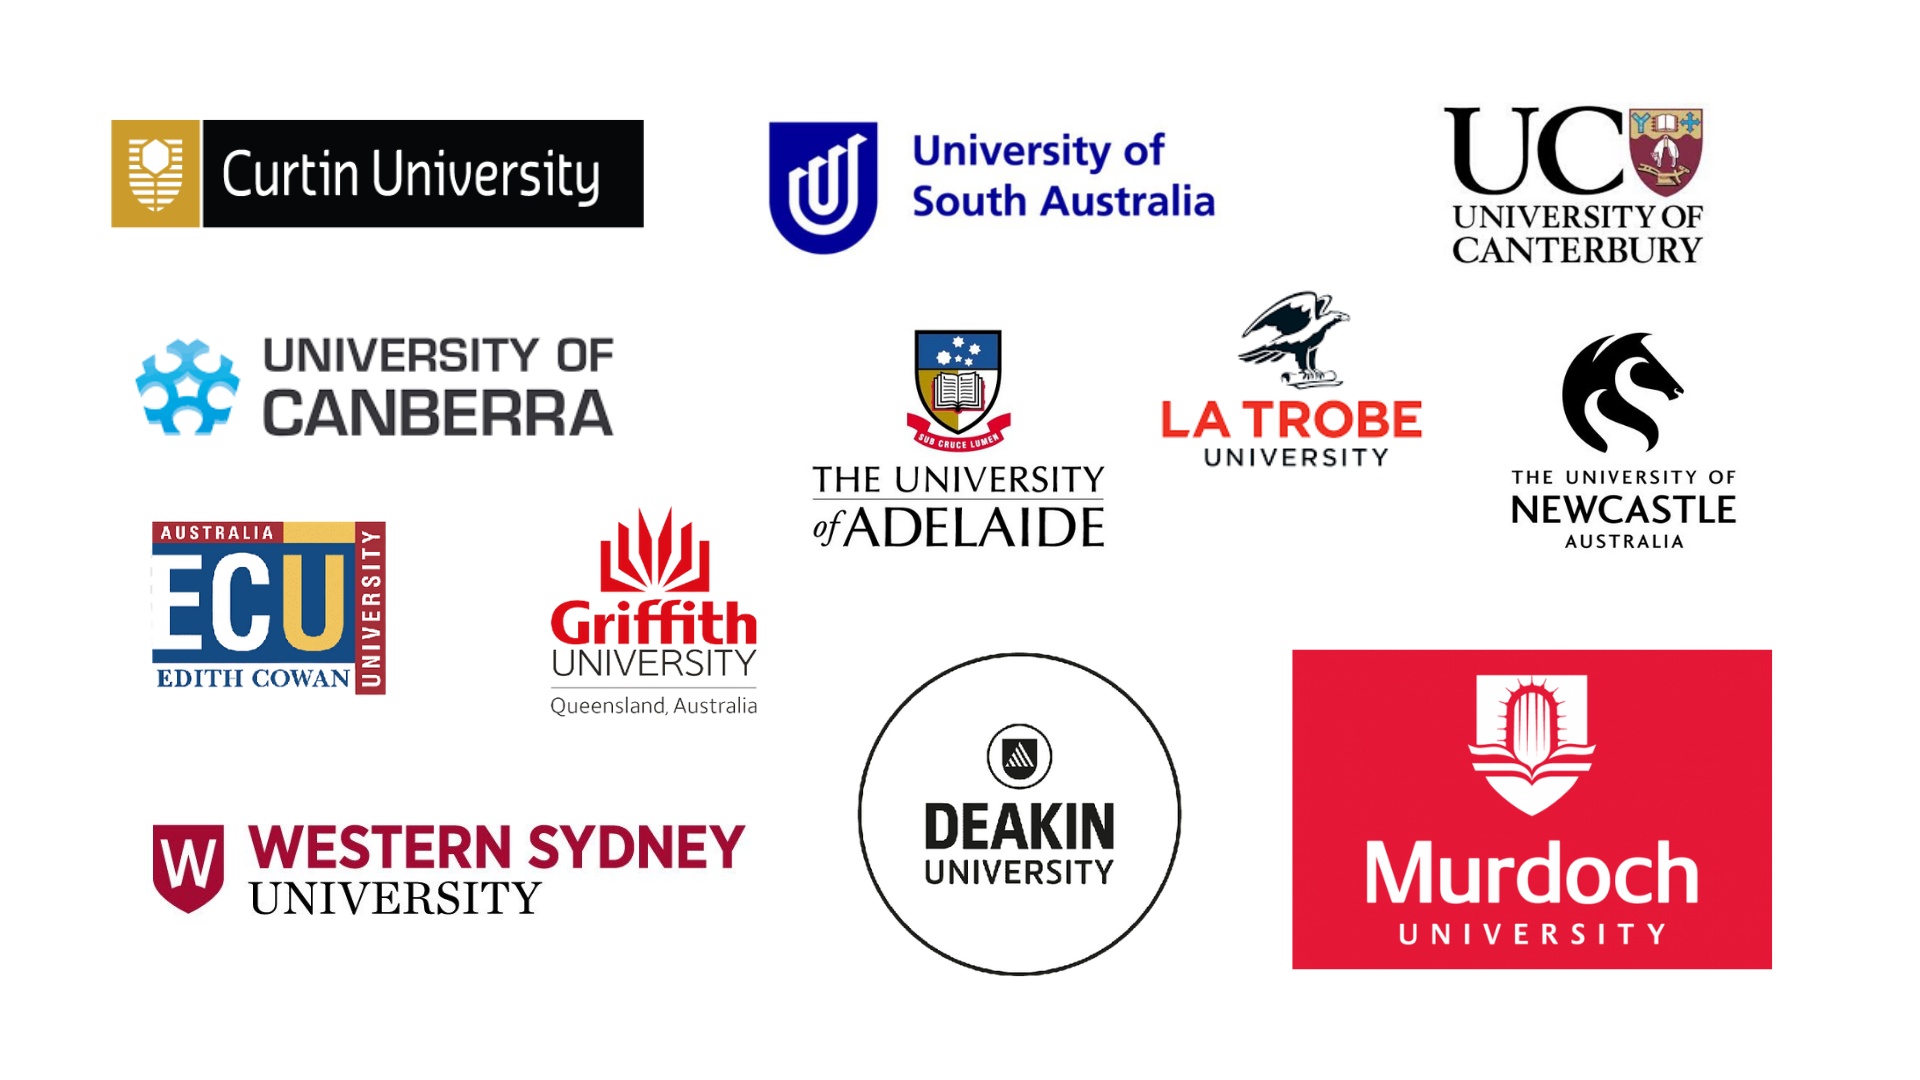 Curtin University
University of
South Australia
UC
UNIVERSITY OF
CANTERBURY
UNIVERSITY OF
CANBERRA
SUB CRUCE LUMEN
THE UNIVERSITY
of ADELAIDE
LA TROBE
UNIVERSITY
THE UNIVERSITY OF
NEWCASTLE
AUSTRALIA
AUSTRALIA
ECU
EDITH COWAN
UNIVERSITY
Griffith
UNIVERSITY
Queensland, Australia
W
WESTERN SYDNEY
UNIVERSITY
DEAKIN
UNIVERSITY
Murdoch
UNIVERSITY